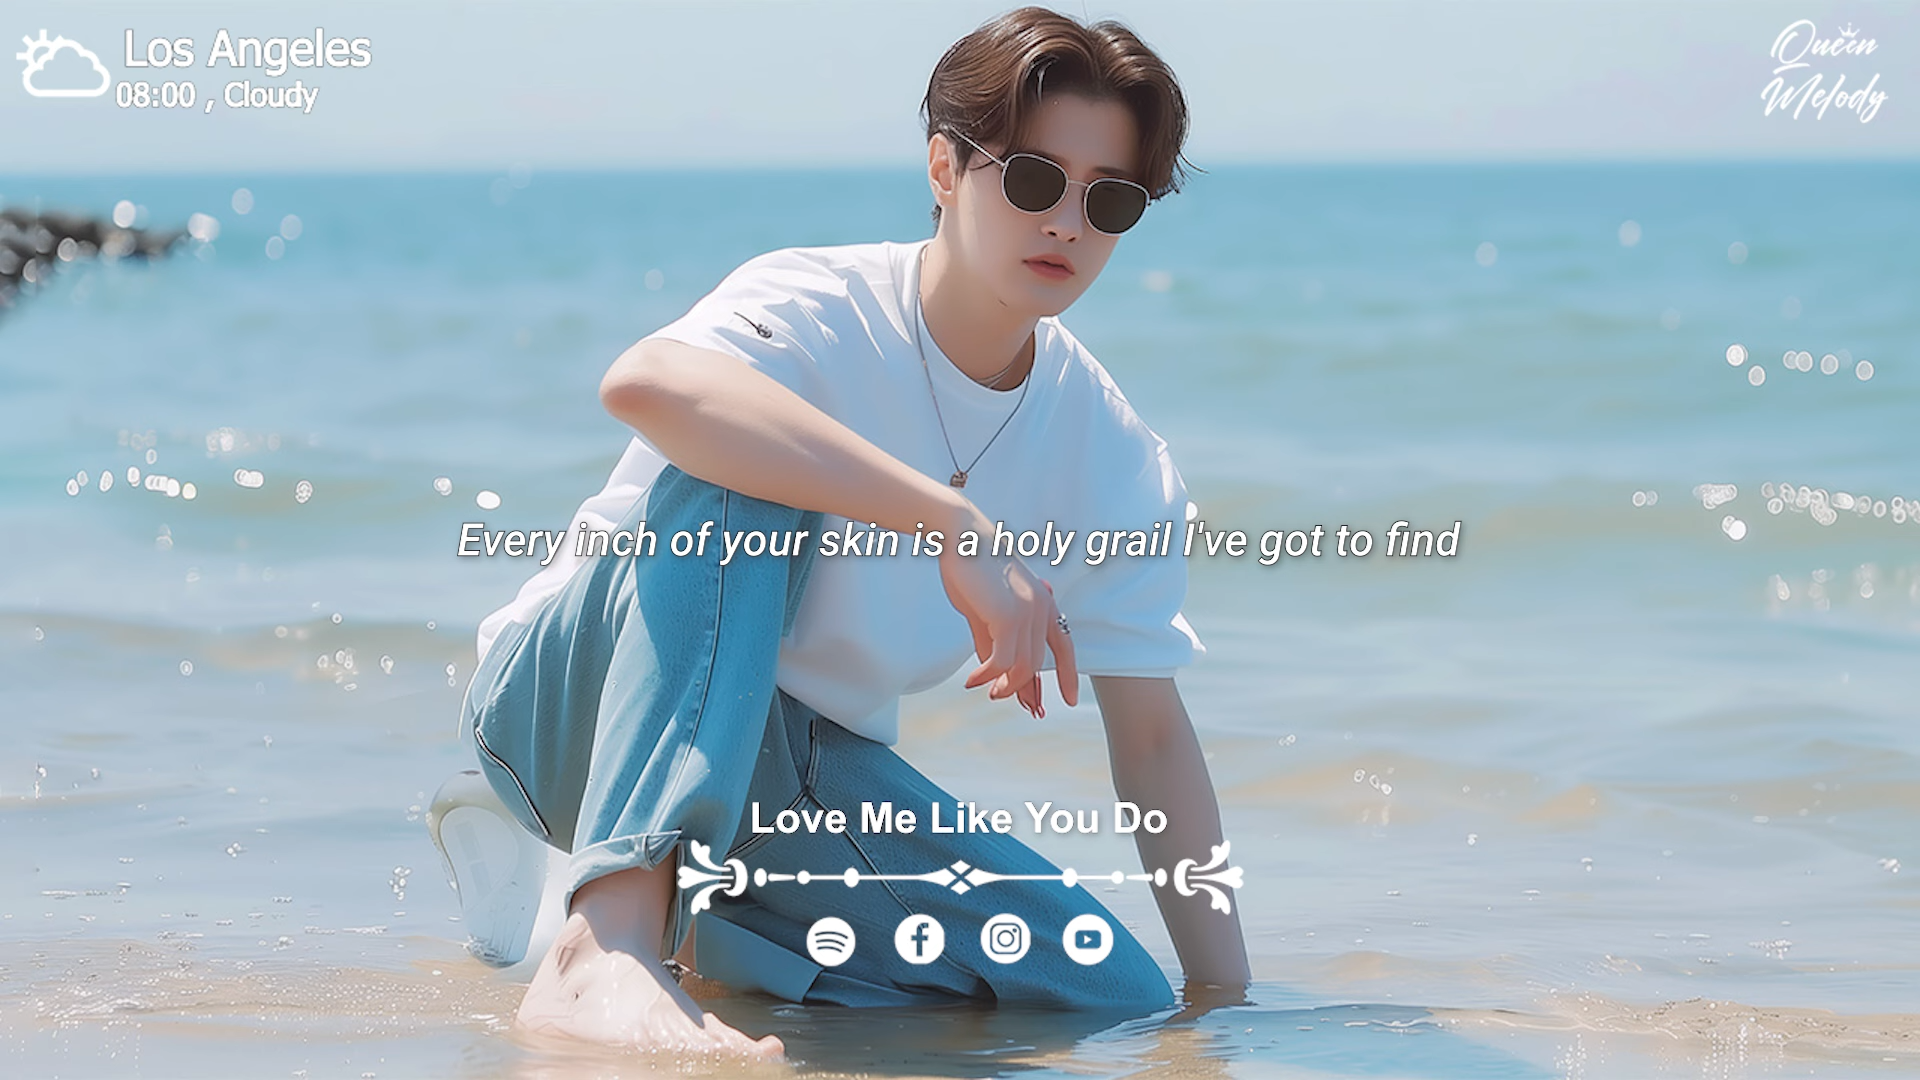 Los Angeles
08:00 , Cloudy
Queen
Melody
Every inch of your skin is a holy grail I've got to find
Love Me Like You Do